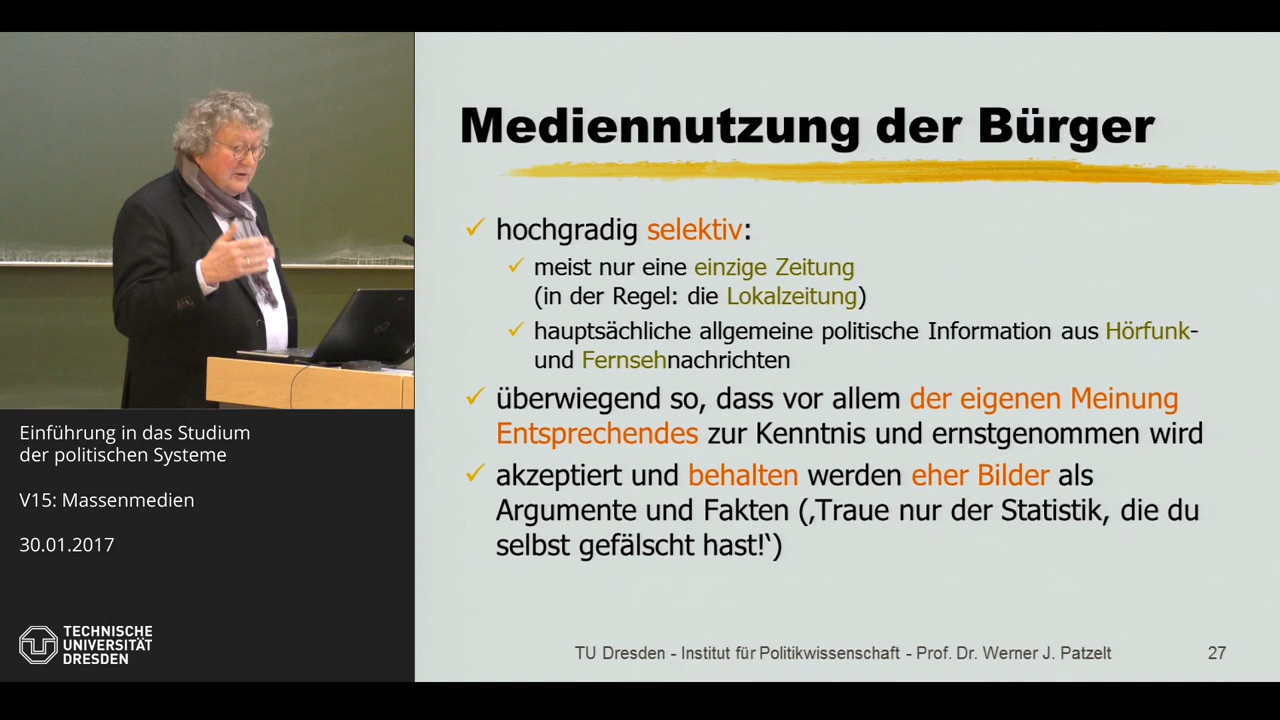 Mediennutzung der Bürger
hochgradig selektiv:
meist nur eine einzige Zeitung
(in der Regel: die Lokalzeitung)
hauptsächliche allgemeine politische Information aus Hörfunk-
und Fernsehnachrichten
überwiegend so, dass vor allem der eigenen Meinung
Entsprechendes zur Kenntnis und ernstgenommen wird
akzeptiert und behalten werden eher Bilder als
Argumente und Fakten (‚Traue nur der Statistik, die du
selbst gefälscht hast!‘)
TU Dresden - Institut für Politikwissenschaft - Prof. Dr. Werner J. Patzelt
27
Einführung in das Studium
der politischen Systeme
V15: Massenmedien
30.01.2017
TECHNISCHE
UNIVERSITÄT
DRESDEN